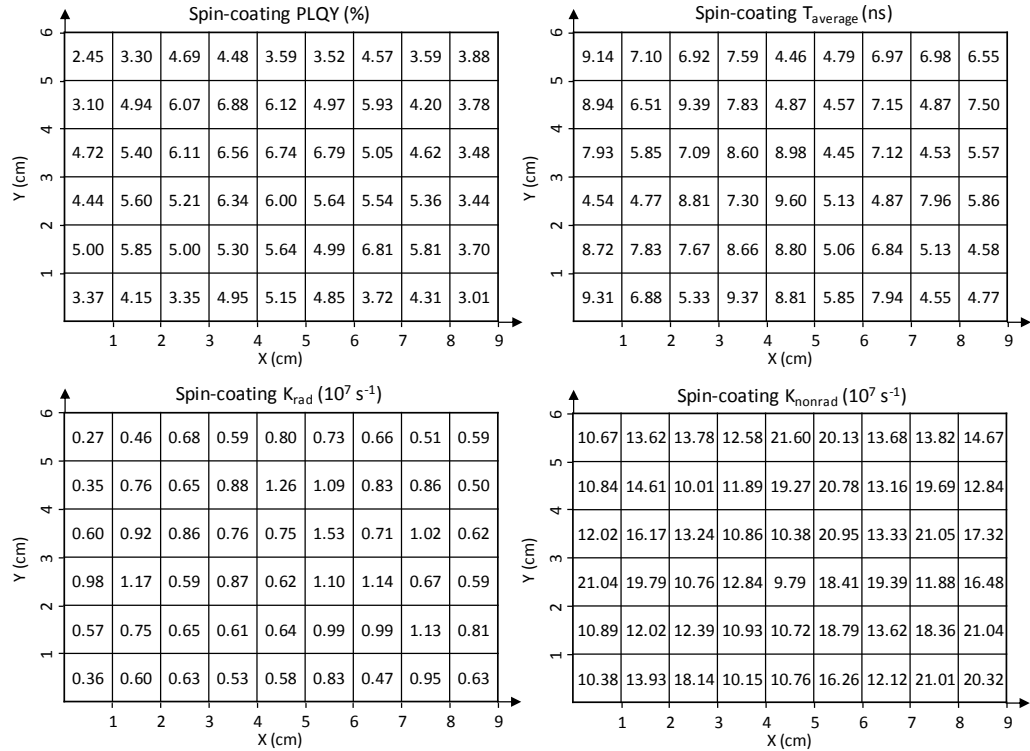 Spin-coating PLQY (%)
6
2.45 3.30 4.69 4.48 3.59 3.52 4.57 3.59 3.88
5
3.10 4.94 6.07 6.88 6.12 4.97 5.93 4.20 3.78
4
4.72 5.40 6.11 6.56 6.74 6.79 5.05 4.62 3.48
Y (cm)
3
4.44 5.60 5.21 6.34 6.00 5.64 5.54 5.36 3.44
2
5.00 5.85 5.00 5.30 5.64 4.99 6.81 5.81 3.70
1
3.37 4.15 3.35 4.95 5.15 4.85 3.72 4.31 3.01
1 2 3 4 5 6 7 8 9
X (cm)
Spin-coating Taverage (ns)
6
9.14 7.10 6.92 7.59 4.46 4.79 6.97 6.98 6.55
5
8.94 6.51 9.39 7.83 4.87 4.57 7.15 4.87 7.50
4
7.93 5.85 7.09 8.60 8.98 4.45 7.12 4.53 5.57
Y (cm)
3
4.54 4.77 8.81 7.30 9.60 5.13 4.87 7.96 5.86
2
8.72 7.83 7.67 8.66 8.80 5.06 6.84 5.13 4.58
1
9.31 6.88 5.33 9.37 8.81 5.85 7.94 4.55 4.77
1 2 3 4 5 6 7 8 9
X (cm)
Spin-coating Krad (10⁷ s⁻¹)
6
0.27 0.46 0.68 0.59 0.80 0.73 0.66 0.51 0.59
5
0.35 0.76 0.65 0.88 1.26 1.09 0.83 0.86 0.50
4
0.60 0.92 0.86 0.76 0.75 1.53 0.71 1.02 0.62
Y (cm)
3
0.98 1.17 0.59 0.87 0.62 1.10 1.14 0.67 0.59
2
0.57 0.75 0.65 0.61 0.64 0.99 0.99 1.13 0.81
1
0.36 0.60 0.63 0.53 0.58 0.83 0.47 0.95 0.63
1 2 3 4 5 6 7 8 9
X (cm)
Spin-coating Knonrad (10⁷ s⁻¹)
6
10.67 13.62 13.78 12.58 21.60 20.13 13.68 13.82 14.67
5
10.84 14.61 10.01 11.89 19.27 20.78 13.16 19.69 12.84
4
12.02 16.17 13.24 10.86 10.38 20.95 13.33 21.05 17.32
Y (cm)
3
21.04 19.79 10.76 12.84 9.79 18.41 19.39 11.88 16.48
2
10.89 12.02 12.39 10.93 10.72 18.79 13.62 18.36 21.04
1
10.38 13.93 18.14 10.15 10.76 16.26 12.12 21.01 20.32
1 2 3 4 5 6 7 8 9
X (cm)